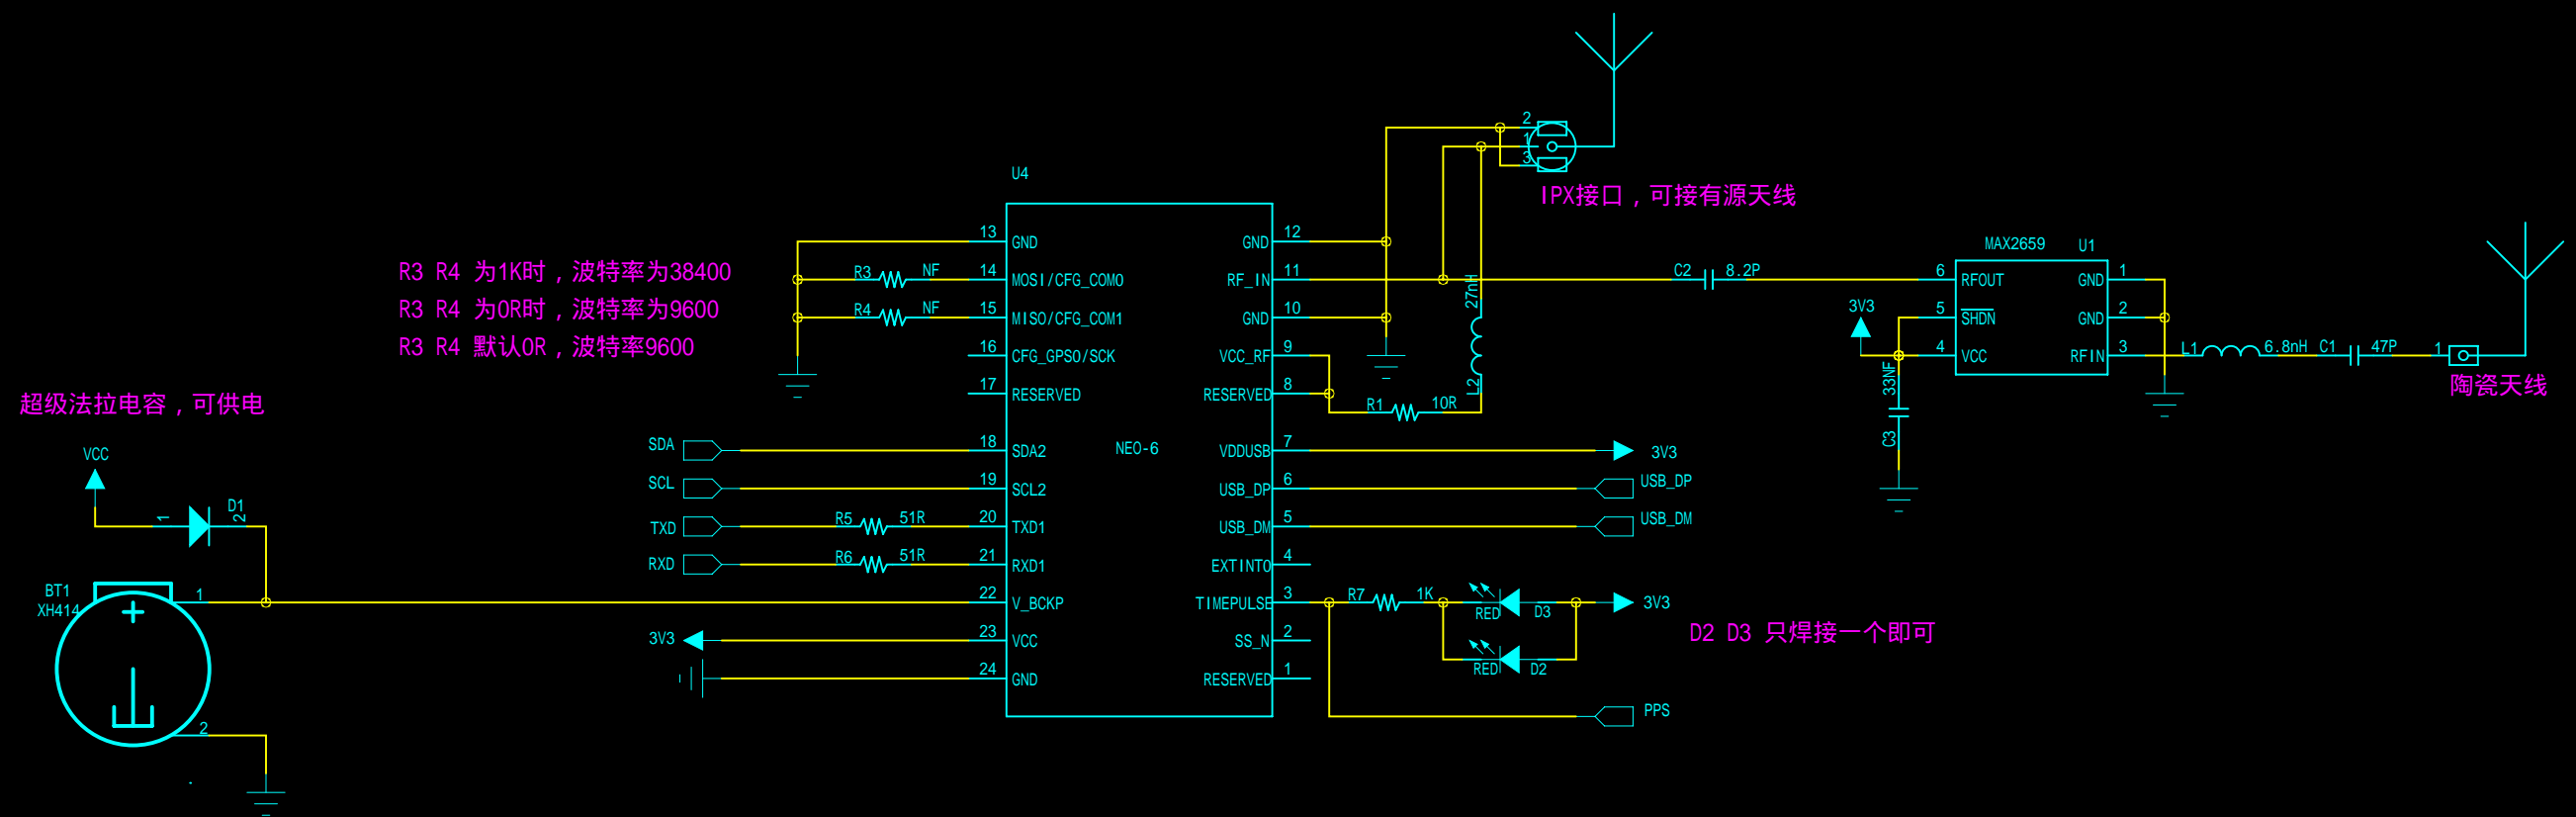 IPX接口，可接有源天线
2
1
3
U4
R3 R4 为1K时，波特率为38400
R3 R4 为0R时，波特率为9600
R3 R4 默认0R，波特率9600
超级法拉电容，可供电
VCC
1
D1
2
BT1
XH414
1
2
R3 NF
R4 NF
SDA
SCL
TXD R5 51R
RXD R6 51R
3V3
13 GND
14 MOSI/CFG_COM0
15 MISO/CFG_COM1
16 CFG_GPS0/SCK
17 RESERVED
18 SDA2
19 SCL2
20 TXD1
21 RXD1
22 V_BCKP
23 VCC
24 GND
NEO-6
GND 12
RF_IN 11
GND 10
VCC_RF 9
RESERVED 8
VDDUSB 7
USB_DP 6
USB_DM 5
EXTINT0 4
TIMEPULSE 3
SS_N 2
RESERVED 1
27nH
L2
R1 10R
3V3
USB_DP
USB_DM
R7 1K
RED D3
3V3
RED D2
D2 D3 只焊接一个即可
PPS
C2 8.2P
MAX2659 U1
6 RFOUT
5 SHDN
4 VCC
GND 1
GND 2
RFIN 3
3V3
33NF
C3
L1 6.8nH C1 47P 1
陶瓷天线